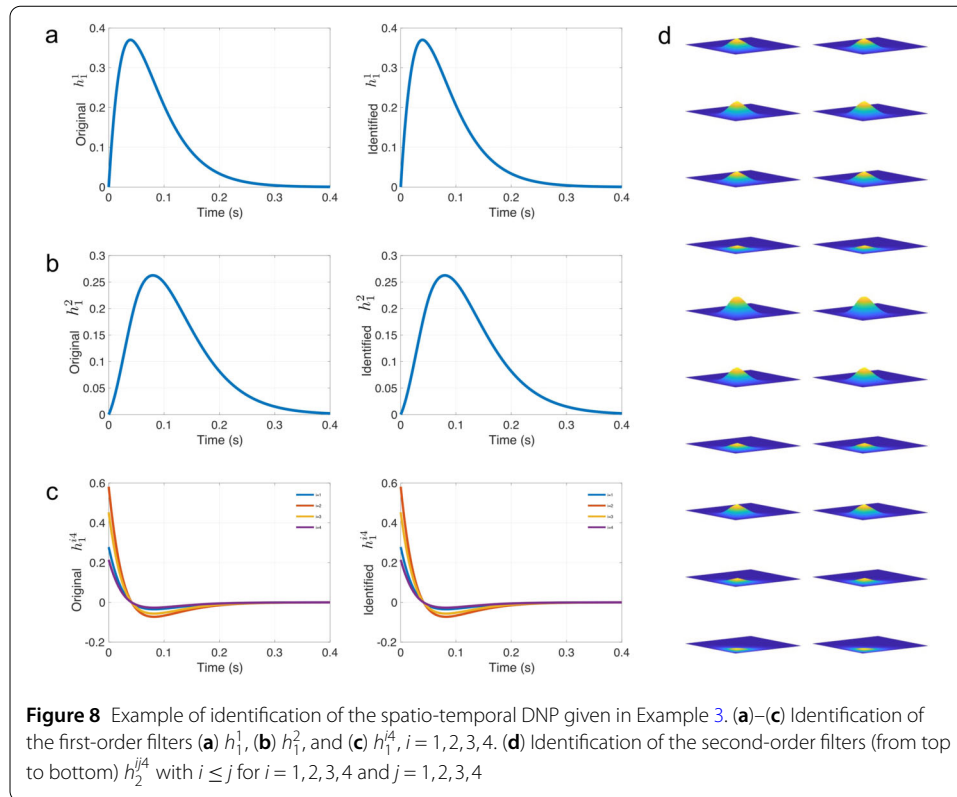 a
0.4
0.3
0.2
0.1
0
Original h₁¹
0 0.1 0.2 0.3 0.4
Time (s)
0.4
0.3
0.2
0.1
0
Identified h₁¹
0 0.1 0.2 0.3 0.4
Time (s)
b
0.3
0.25
0.2
0.15
0.1
0.05
0
Original h₁²
0 0.1 0.2 0.3 0.4
Time (s)
0.3
0.25
0.2
0.15
0.1
0.05
0
Identified h₁²
0 0.1 0.2 0.3 0.4
Time (s)
c
0.6
0.4
0.2
0
-0.2
Original h₁ⁱ⁴
i=1
i=2
i=3
i=4
0 0.1 0.2 0.3 0.4
Time (s)
0.6
0.4
0.2
0
-0.2
Identified h₁ⁱ⁴
i=1
i=2
i=3
i=4
0 0.1 0.2 0.3 0.4
Time (s)
d
Figure 8 Example of identification of the spatio-temporal DNP given in Example 3. (a)–(c) Identification of
the first-order filters (a) h₁¹, (b) h₁², and (c) h₁ⁱ⁴, i = 1,2,3,4. (d) Identification of the second-order filters (from top
to bottom) h₂ⁱʲ⁴ with i ≤ j for i = 1,2,3,4 and j = 1,2,3,4